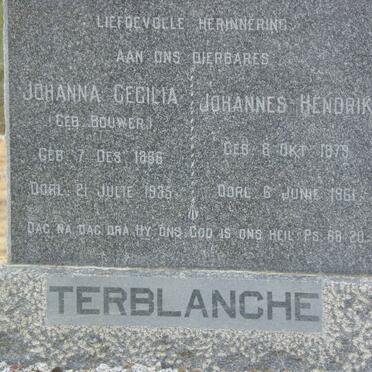 LIEFDEVOLLE HERINNERING
AAN ONS DIERBARES
JOHANNA CECILIA
(GEB. BOUWER.)
GEB. 7 DES. 1886
OORL. 21 JULIE 1935
JOHANNES HENDRIK
GEB. 8 OKT. 1879
OORL. 6 JUNIE 1961
DAG NA DAG DRA HY ONS. GOD IS ONS HEIL. PS. 68:20.
TERBLANCHE